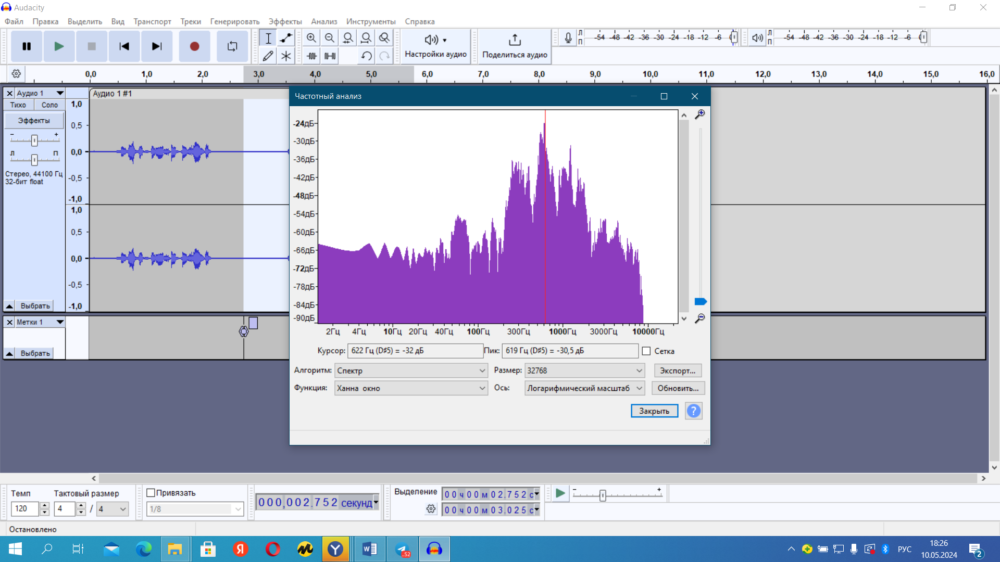 Audacity
Файл Правка Выделить Вид Транспорт Треки Генерировать Эффекты Анализ Инструменты Справка
Настройки аудио
Поделиться аудио
Л -54 -48 -42 -36 -30 -24 -18 -12 -6 0
П
Л -54 -48 -42 -36 -30 -24 -18 -12 -6 0
П
0,0 1,0 2,0 3,0 4,0 5,0 6,0 7,0 8,0 9,0 10,0 11,0 12,0 13,0 14,0 15,0 16,0
Аудио 1
Аудио 1 #1
Тихо Соло
Эффекты
- +
Л П
Стерео, 44100 Гц
32-бит float
Выбрать
1,0
0,5
0,0
-0,5
-1,0
1,0
0,5
0,0
-0,5
-1,0
Метки 1
Выбрать
Частотный анализ
-24дБ
-30дБ
-36дБ
-42дБ
-48дБ
-54дБ
-60дБ
-66дБ
-72дБ
-78дБ
-84дБ
-90дБ
2Гц 4Гц 10Гц 20Гц 40Гц 100Гц 300Гц 1000Гц 3000Гц 10000Гц
Курсор: 622 Гц (D♯5) = -32 дБ Пик: 619 Гц (D♯5) = -30,5 дБ Сетка
Алгоритм: Спектр Размер: 32768 Экспорт...
Функция: Ханна окно Ось: Логарифмический масштаб Обновить...
Закрыть ?
Темп Тактовый размер
120 4 / 4
Привязать
1/8
000,002.752 секунд
Выделение
00 ч 00 м 02.752 с
00 ч 00 м 03.025 с
- +
Остановлено
Я
Y
W
52
РУС
18:26
10.05.2024
2